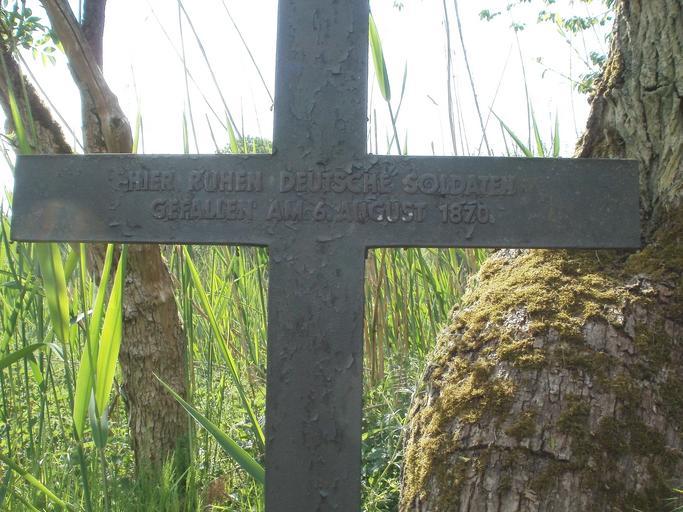 HIER RUHEN DEUTSCHE SOLDATEN
GEFALLEN AM 6. AUGUST 1870.